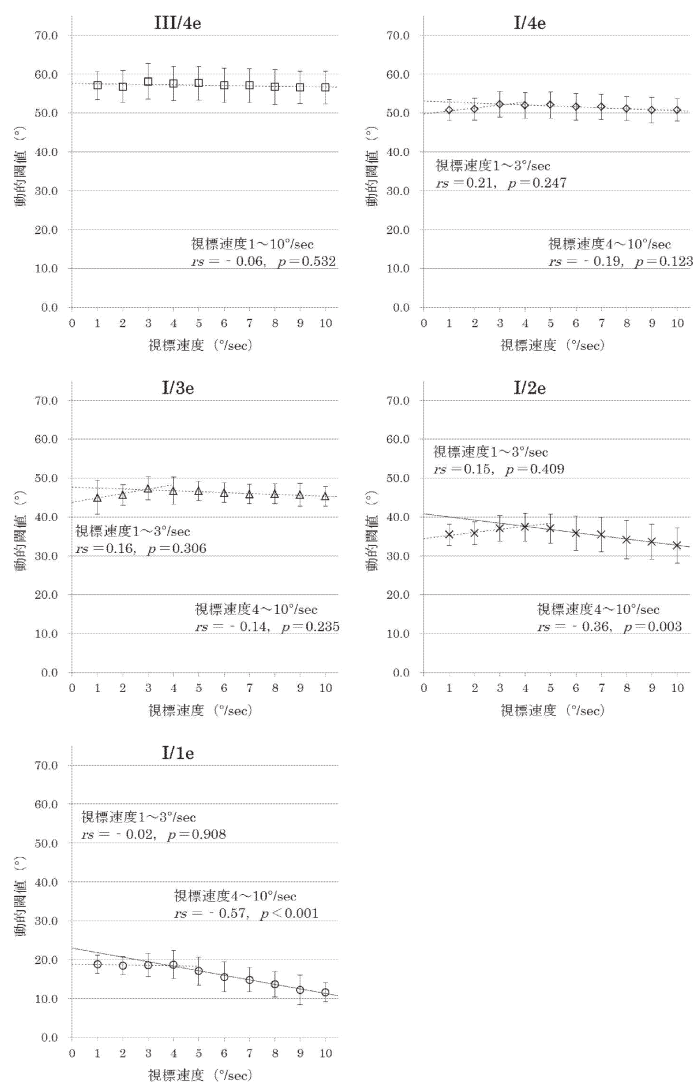 III/4e
70.0
60.0
50.0
40.0
30.0
20.0
10.0
0.0
動的閾値 (°)
視標速度1～10°/sec
rs = - 0.06, p=0.532
0 1 2 3 4 5 6 7 8 9 10
視標速度 (°/sec)
I/4e
70.0
60.0
50.0
40.0
30.0
20.0
10.0
0.0
動的閾値 (°)
視標速度1～3°/sec
rs =0.21, p=0.247
視標速度4～10°/sec
rs = - 0.19, p=0.123
0 1 2 3 4 5 6 7 8 9 10
視標速度 (°/sec)
I/3e
70.0
60.0
50.0
40.0
30.0
20.0
10.0
0.0
動的閾値 (°)
視標速度1～3°/sec
rs =0.16, p=0.306
視標速度4～10°/sec
rs = - 0.14, p=0.235
0 1 2 3 4 5 6 7 8 9 10
視標速度 (°/sec)
I/2e
70.0
60.0
50.0
40.0
30.0
20.0
10.0
0.0
動的閾値 (°)
視標速度1～3°/sec
rs =0.15, p=0.409
視標速度4～10°/sec
rs = - 0.36, p=0.003
0 1 2 3 4 5 6 7 8 9 10
視標速度 (°/sec)
I/1e
70.0
60.0
50.0
40.0
30.0
20.0
10.0
0.0
動的閾値 (°)
視標速度1～3°/sec
rs = - 0.02, p=0.908
視標速度4～10°/sec
rs = - 0.57, p<0.001
0 1 2 3 4 5 6 7 8 9 10
視標速度 (°/sec)